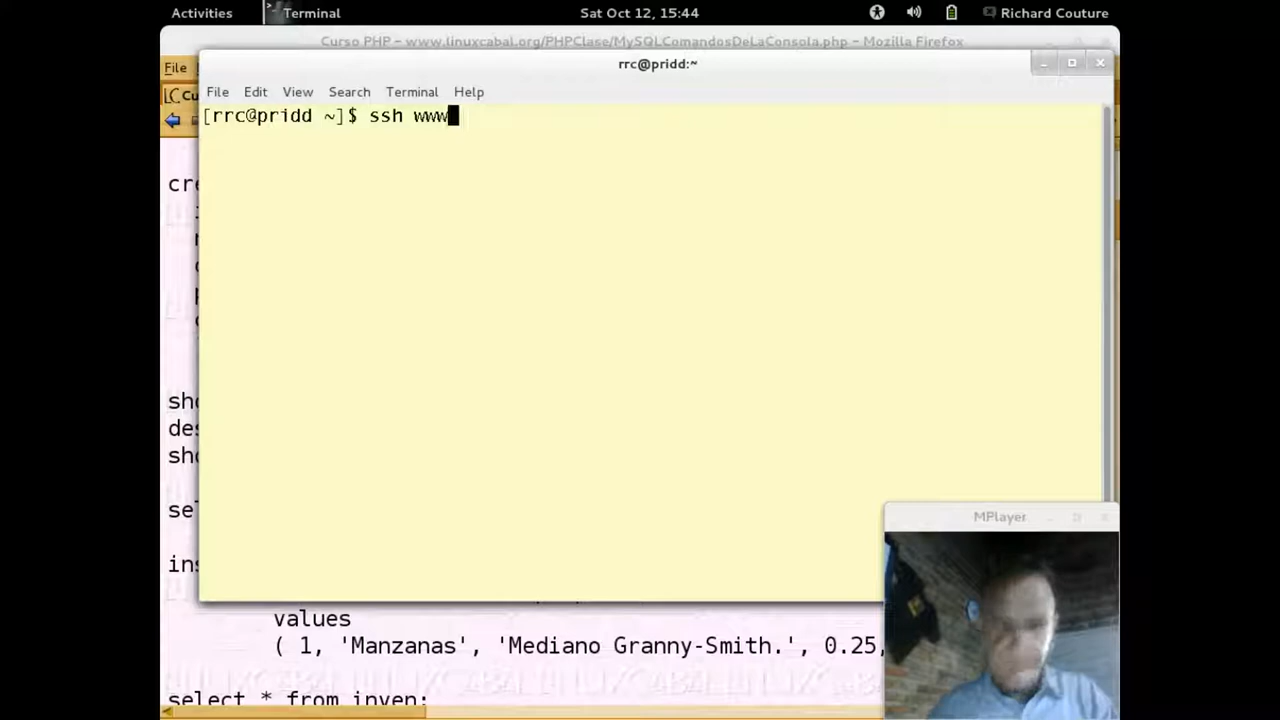 Activities Terminal Sat Oct 12, 15:44 Richard Couture
Curso PHP - www.linuxcabal.org/PHPClase/MySQLComandosDeLaConsola.php - Mozilla Firefox
rrc@pridd:~
File
File Edit View Search Terminal Help
Cu
[rrc@pridd ~]$ ssh www
cre
sho
des
sho
sel
MPlayer
ins
values
( 1, 'Manzanas', 'Mediano Granny-Smith.', 0.25,
select * from inven;